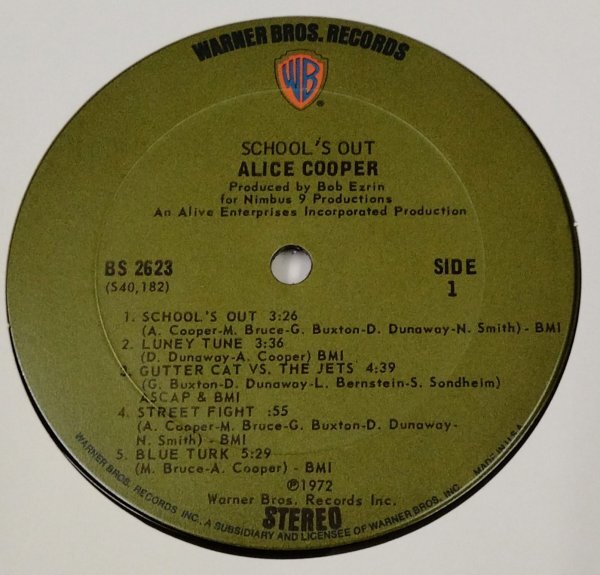 WARNER BROS. RECORDS
WB
®
SCHOOL'S OUT
ALICE COOPER
Produced by Bob Ezrin
for Nimbus 9 Productions
An Alive Enterprises Incorporated Production
BS 2623
(S40,182)
SIDE
1
1. SCHOOL'S OUT 3:26
(A. Cooper-M. Bruce-G. Buxton-D. Dunaway-N. Smith) - BMI
2. LUNEY TUNE 3:36
(D. Dunaway-A. Cooper) BMI
3. GUTTER CAT VS. THE JETS 4:39
(G. Buxton-D. Dunaway-L. Bernstein-S. Sondheim)
ASCAP & BMI
4. STREET FIGHT :55
(A. Cooper-M. Bruce-G. Buxton-D. Dunaway-
N. Smith) - BMI
5. BLUE TURK 5:29
(M. Bruce-A. Cooper) - BMI
℗1972
Warner Bros. Records Inc.
STEREO
WARNER BROS. RECORDS INC. A SUBSIDIARY AND LICENSEE OF WARNER BROS. INC.
MADE IN U.S.A.